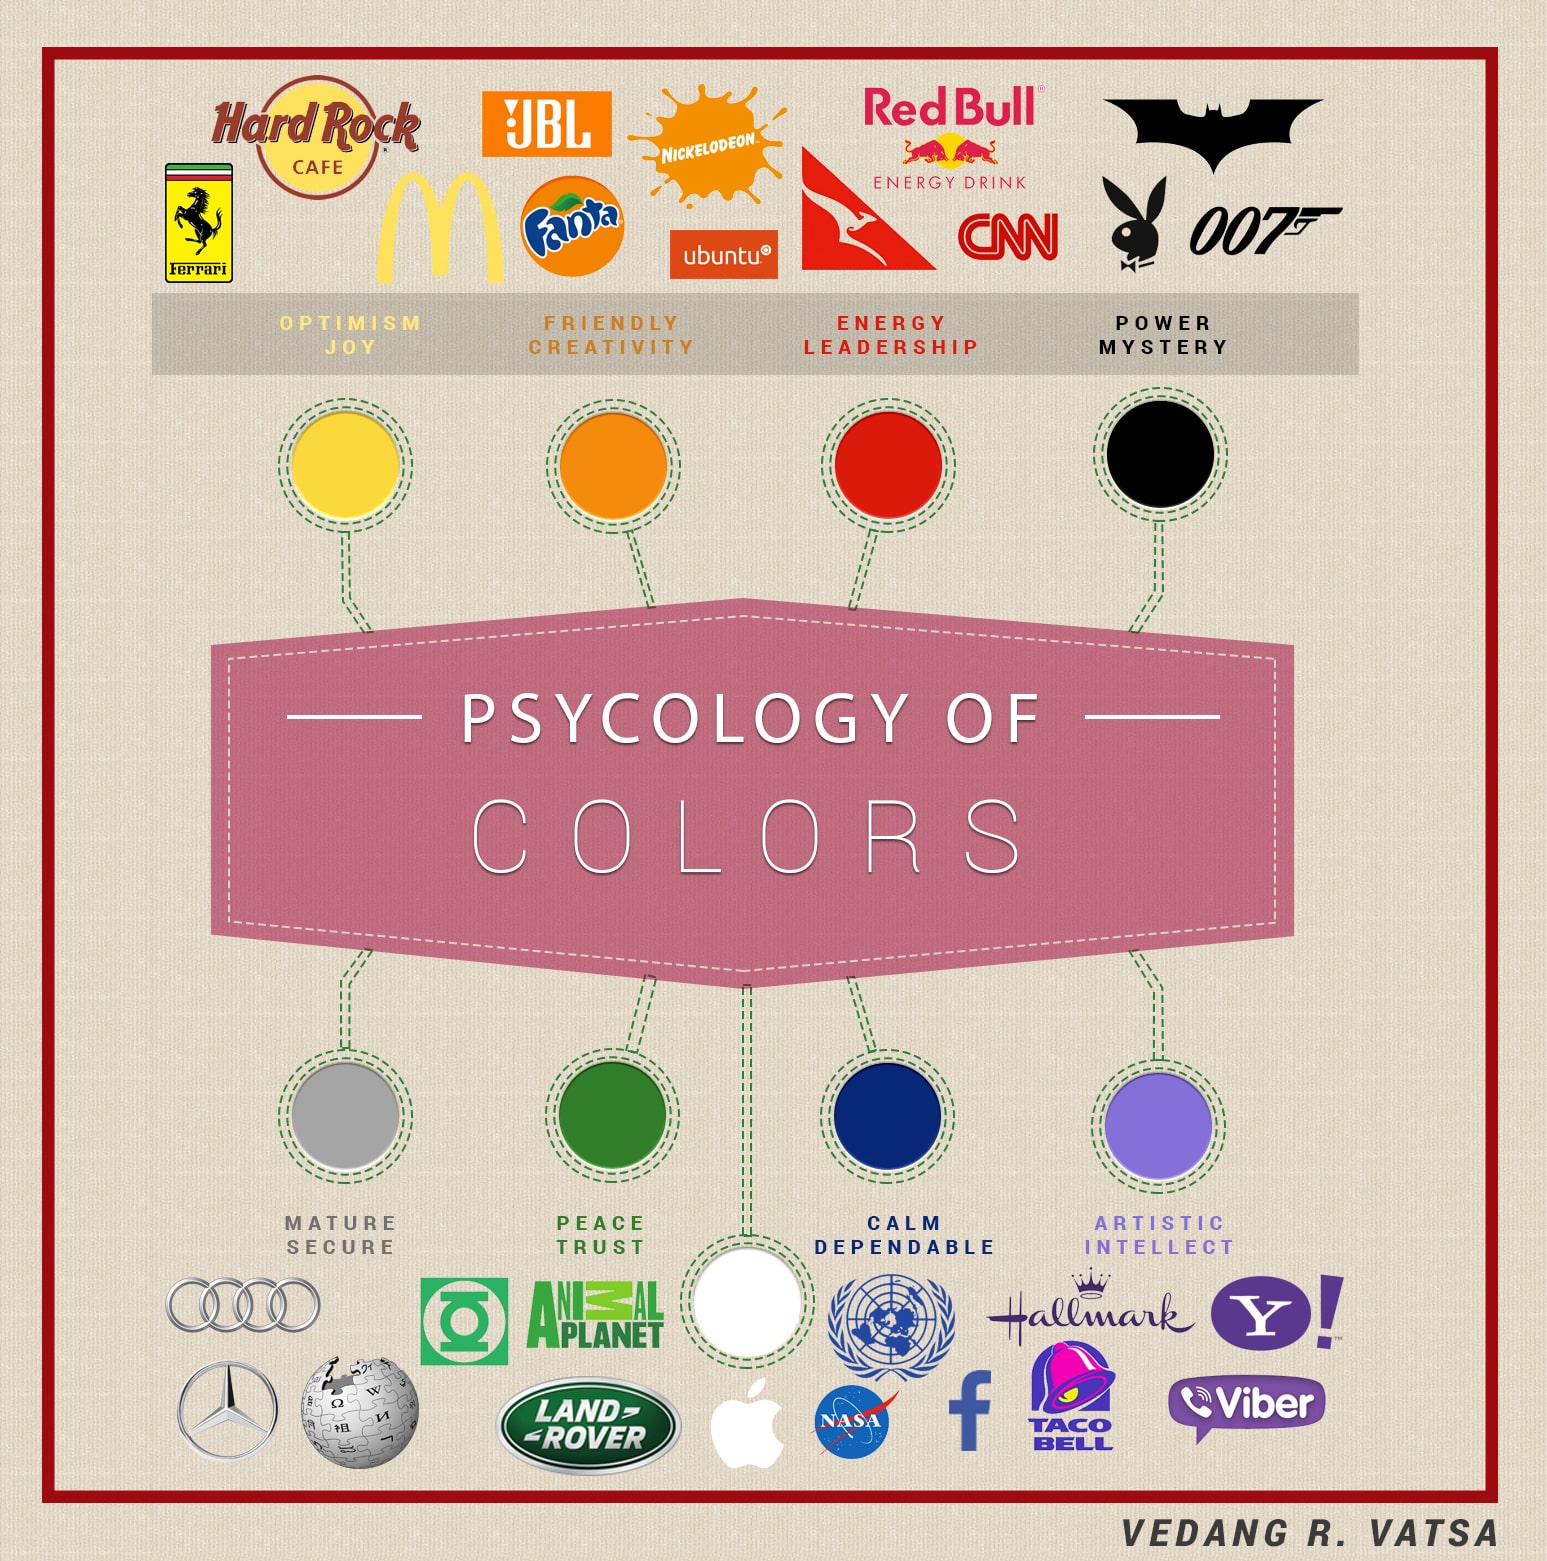 Hard Rock
CAFE
Ferrari
JBL
Fanta
NICKELODEON
ubuntu
Red Bull
ENERGY DRINK
CNN
007
OPTIMISM
JOY
FRIENDLY
CREATIVITY
ENERGY
LEADERSHIP
POWER
MYSTERY
PSYCOLOGY OF
COLORS
MATURE
SECURE
PEACE
TRUST
CALM
DEPENDABLE
ARTISTIC
INTELLECT
ANIMAL
PLANET
LAND-
-ROVER
NASA
f
Hallmark
Y!
TACO
BELL
Viber
Ω
W
И
祖
VEDANG R. VATSA